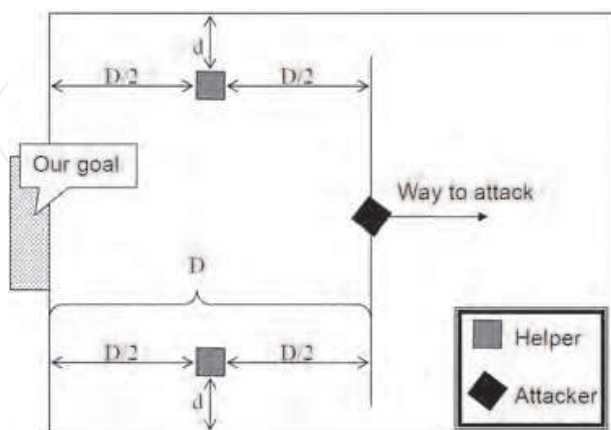 d
D/2
D/2
Our goal
Way to attack
D
D/2
D/2
d
Helper
Attacker